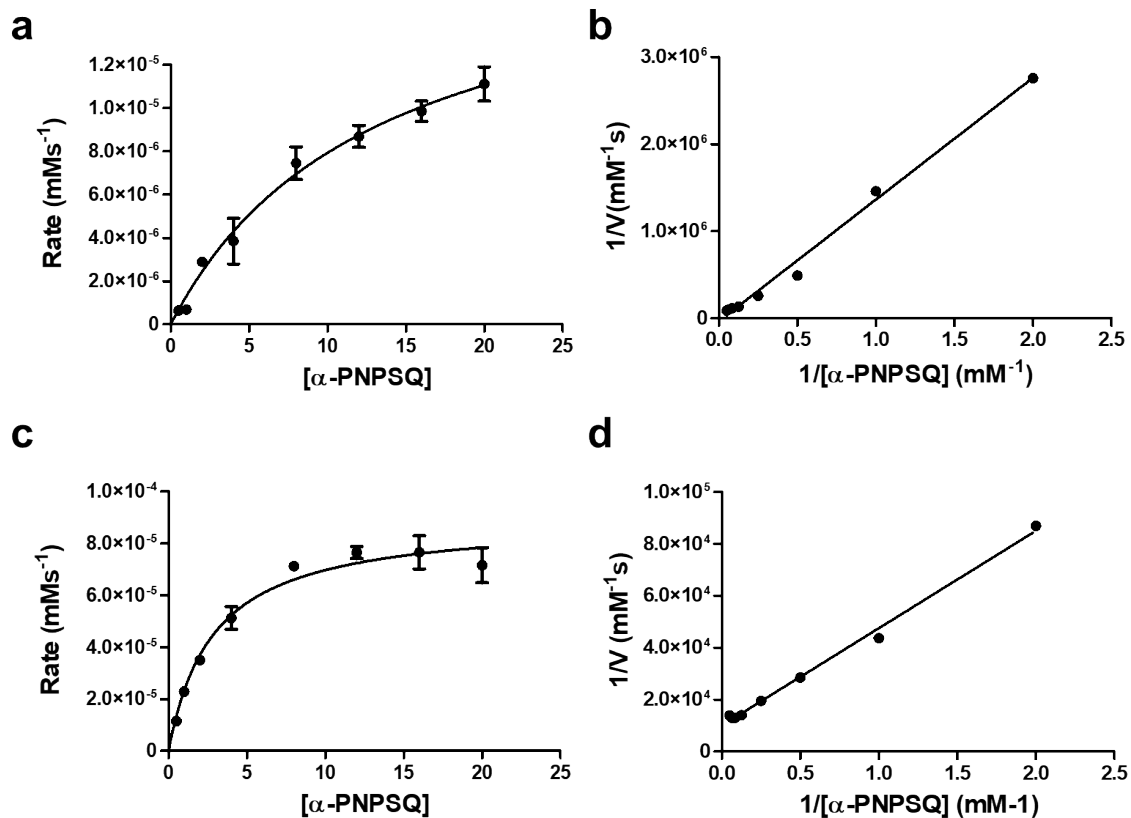 a
Rate (mMs⁻¹)
1.2×10⁻⁵
1.0×10⁻⁵
8.0×10⁻⁶
6.0×10⁻⁶
4.0×10⁻⁶
2.0×10⁻⁶
0
0 5 10 15 20 25
[α-PNPSQ]
b
1/V(mM⁻¹s)
3.0×10⁶
2.0×10⁶
1.0×10⁶
0
0.0 0.5 1.0 1.5 2.0 2.5
1/[α-PNPSQ] (mM⁻¹)
c
Rate (mMs⁻¹)
1.0×10⁻⁴
8.0×10⁻⁵
6.0×10⁻⁵
4.0×10⁻⁵
2.0×10⁻⁵
0
0 5 10 15 20 25
[α-PNPSQ]
d
1/V (mM⁻¹s)
1.0×10⁵
8.0×10⁴
6.0×10⁴
4.0×10⁴
2.0×10⁴
0
0.0 0.5 1.0 1.5 2.0 2.5
1/[α-PNPSQ] (mM-1)